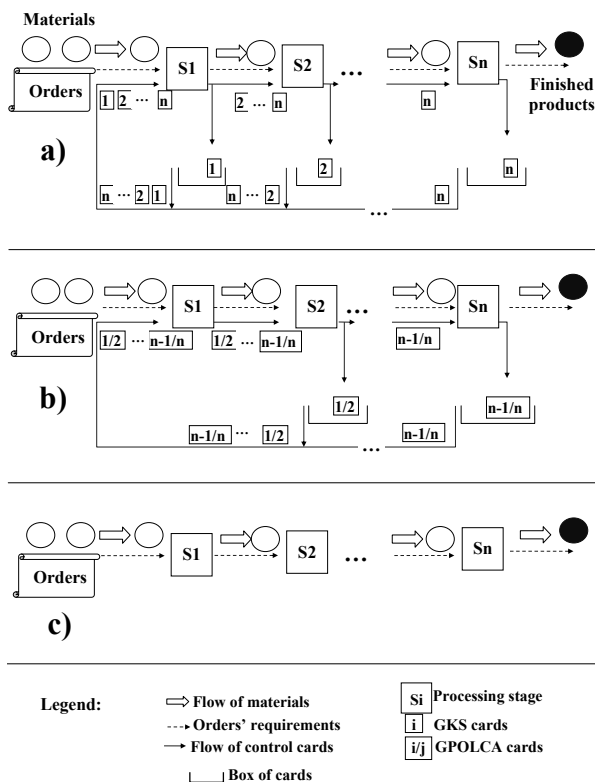 Materials
Orders
S1
S2
...
Sn
Finished
products
1 2 ... n
2 ... n
n
a)
1
2
n
n ... 2 1
n ... 2
n
...
Orders
S1
S2
...
Sn
1/2 ... n-1/n
1/2 ... n-1/n
n-1/n
b)
1/2
n-1/n
n-1/n ... 1/2
n-1/n
...
Orders
S1
S2
...
Sn
c)
Legend:
Flow of materials
Orders' requirements
Flow of control cards
Box of cards
Si Processing stage
i GKS cards
i/j GPOLCA cards